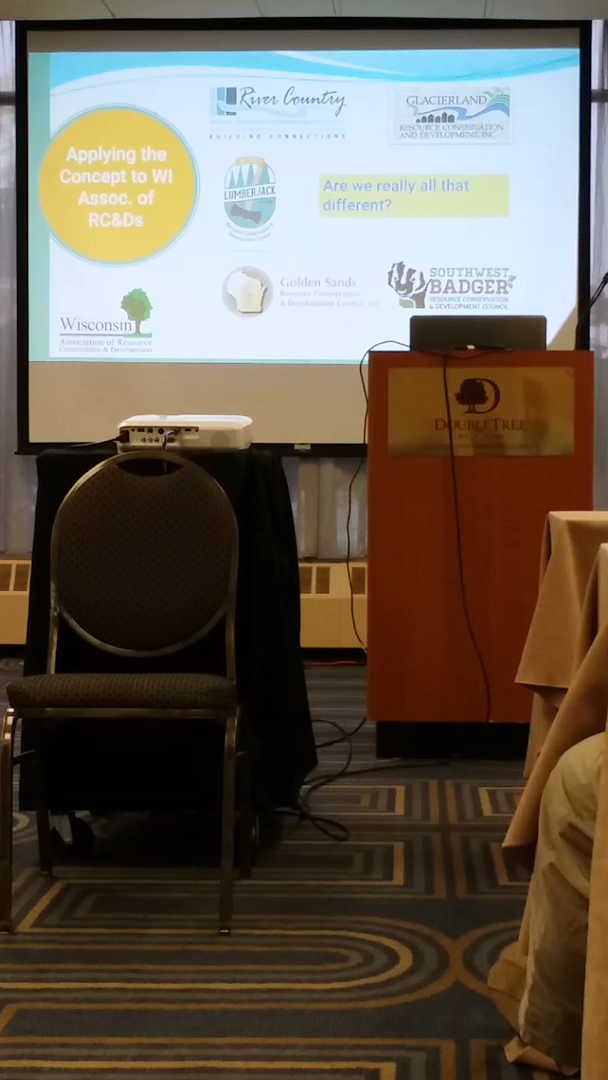 Applying the
Concept to WI
Assoc. of
RC&Ds
River Country
BUILDING CONNECTIONS
GLACIERLAND
RESOURCE CONSERVATION
AND DEVELOPMENT, INC.
LUMBERJACK
Are we really all that
different?
Golden Sands
Resource Conservation
& Development Council, Inc.
SOUTHWEST
BADGER
RESOURCE CONSERVATION
& DEVELOPMENT COUNCIL
Wisconsin
Association of Resource
Conservation & Development
D
DOUBLETREE